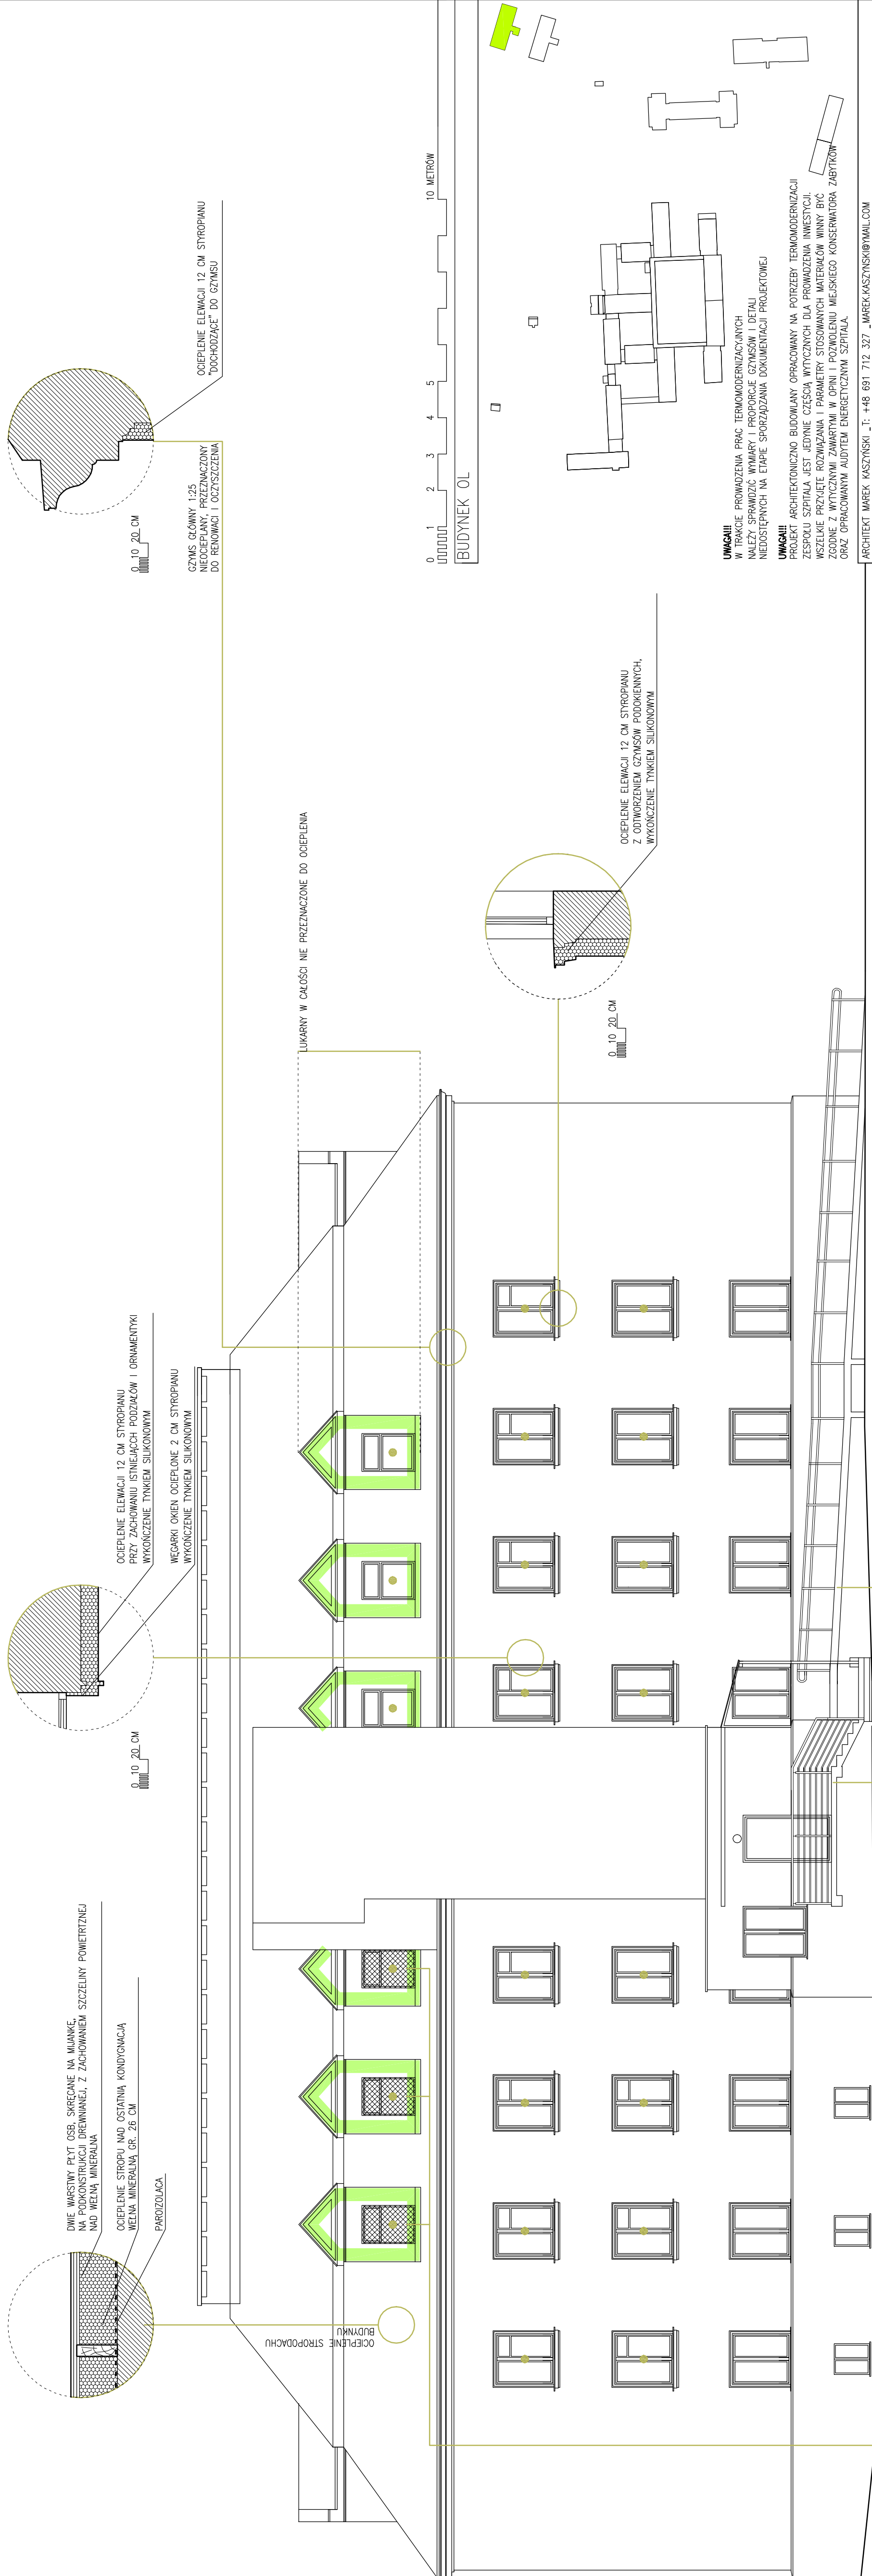 DWIE WARSTWY PŁYT OSB, SKRĘCANE NA MIJANKĘ,
NA PODKONSTRUKCJI DREWNIANEJ, Z ZACHOWANIEM SZCZELINY POWIETRTZNEJ
NAD WEŁNĄ MINERALNA
OCIEPLENIE STROPU NAD OSTATNIĄ KONDYGNACJĄ
WEŁNA MINERALNĄ GR. 26 CM
PAROIZOLACA
OCIEPLENIE STROPODACHU
BUDYNKU
0 10 20 CM
OCIEPLENIE ELEWACJI 12 CM STYROPIANU
PRZY ZACHOWANIU ISTNIEJĄCCH PODZIAŁÓW I ORNAMENTYKI
WYKOŃCZENIE TYNKIEM SILIKONOWYM
WĘGARKI OKIEN OCIEPLONE 2 CM STYROPIANU
WYKOŃCZENIE TYNKIEM SILIKONOWYM
LUKARNY W CAŁOŚCI NIE PRZEZNACZONE DO OCIEPLENIA
0 10 20 CM
OCIEPLENIE ELEWACJI 12 CM STYROPIANU
Z ODTWORZENIEM GZYMSÓW PODOKIENNYCH,
WYKOŃCZENIE TYNKIEM SILIKONOWYM
0 10 20 CM
GZYMS GŁÓWNY 1:25
NIEOCIEPLANY, PRZEZNACZONY
DO RENOWACI I OCZYSZCZENIA
OCIEPLENIE ELEWACJI 12 CM STYROPIANU
"DOCHODZĄCE" DO GZYMSU
0 1 2 3 4 5 10 METRÓW
BUDYNEK OL
UWAGA!!!
W TRAKCIE PROWADZENIA PRAC TERMOMODERNIZACYJNYCH
NALEŻY SPRAWDZIĆ WYMIARY I PROPORCJE GZYMSÓW I DETALI
NIEDOSTĘPNYCH NA ETAPIE SPORZĄDZANIA DOKUMENTACJI PROJEKTOWEJ
UWAGA!!!
PROJEKT ARCHITEKTONICZNO BUDOWLANY OPRACOWANY NA POTRZEBY TERMOMODERNIZACJI
ZESPOŁU SZPITALA JEST JEDYNIE CZĘŚCIĄ WYTYCZNYCH DLA PROWADZENIA INWESTYCJI.
WSZELKIE PRZYJĘTE ROZWIĄZANIA I PARAMETRY STOSOWANYCH MATERIAŁÓW WINNY BYĆ
ZGODNE Z WYTYCZNYMI ZAWARTYMI W OPINI I POZWOLENIU MIEJSKIEGO KONSERWATORA ZABYTKÓW
ORAZ OPRACOWANYM AUDYTEM ENERGETYCZNYM SZPITALA.
ARCHITEKT MAREK KASZYŃSKI _T: +48 691 712 327 _MAREK.KASZYNSKI@YMAIL.COM